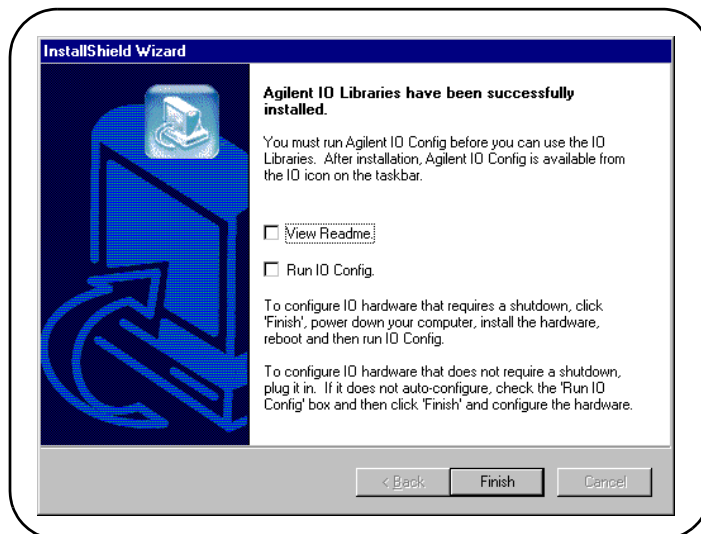 InstallShield Wizard
Agilent IO Libraries have been successfully
installed.
You must run Agilent IO Config before you can use the IO
Libraries. After installation, Agilent IO Config is available from
the IO icon on the taskbar.
View Readme.
Run IO Config.
To configure IO hardware that requires a shutdown, click
'Finish', power down your computer, install the hardware,
reboot and then run IO Config.
To configure IO hardware that does not require a shutdown,
plug it in. If it does not auto-configure, check the 'Run IO
Config' box and then click 'Finish' and configure the hardware.
< Back
Finish
Cancel